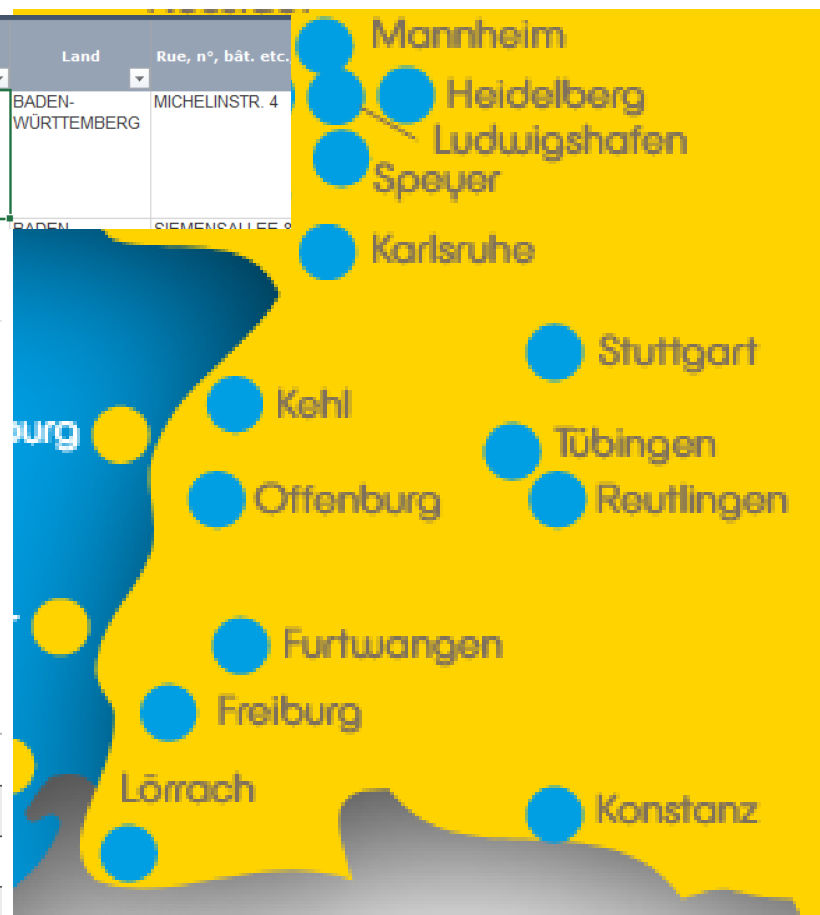 Land
Rue, n°, bât. etc.
BADEN-
WÜRTTEMBERG
MICHELINSTR. 4
Mannheim
Heidelberg
Ludwigshafen
Speyer
Karlsruhe
Stuttgart
Kehl
Tübingen
Offenburg
Reutlingen
Furtwangen
Freiburg
Lörrach
Konstanz